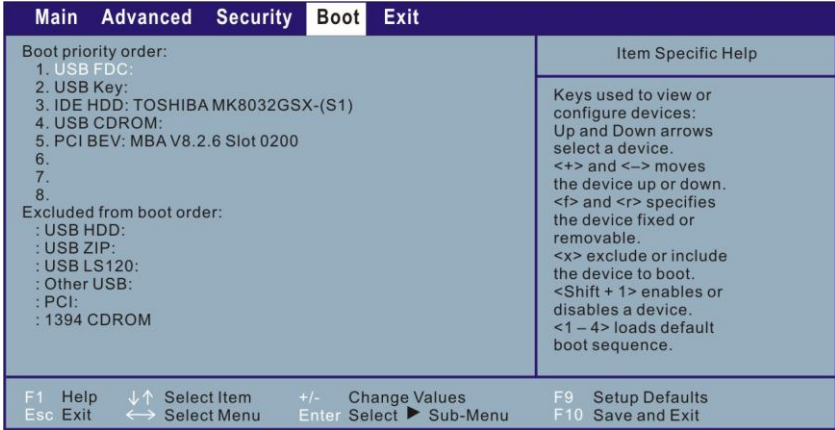 Main Advanced Security Boot Exit
Boot priority order:
1. USB FDC:
2. USB Key:
3. IDE HDD: TOSHIBA MK8032GSX-(S1)
4. USB CDROM:
5. PCI BEV: MBA V8.2.6 Slot 0200
6.
7.
8.
Excluded from boot order:
: USB HDD:
: USB ZIP:
: USB LS120:
: Other USB:
: PCI:
: 1394 CDROM
Item Specific Help
Keys used to view or
configure devices:
Up and Down arrows
select a device.
<+> and <–> moves
the device up or down.
<f> and <r> specifies
the device fixed or
removable.
<x> exclude or include
the device to boot.
<Shift + 1> enables or
disables a device.
<1 – 4> loads default
boot sequence.
F1 Help ↓↑ Select Item +/- Change Values F9 Setup Defaults
Esc Exit ↔ Select Menu Enter Select ▶ Sub-Menu F10 Save and Exit